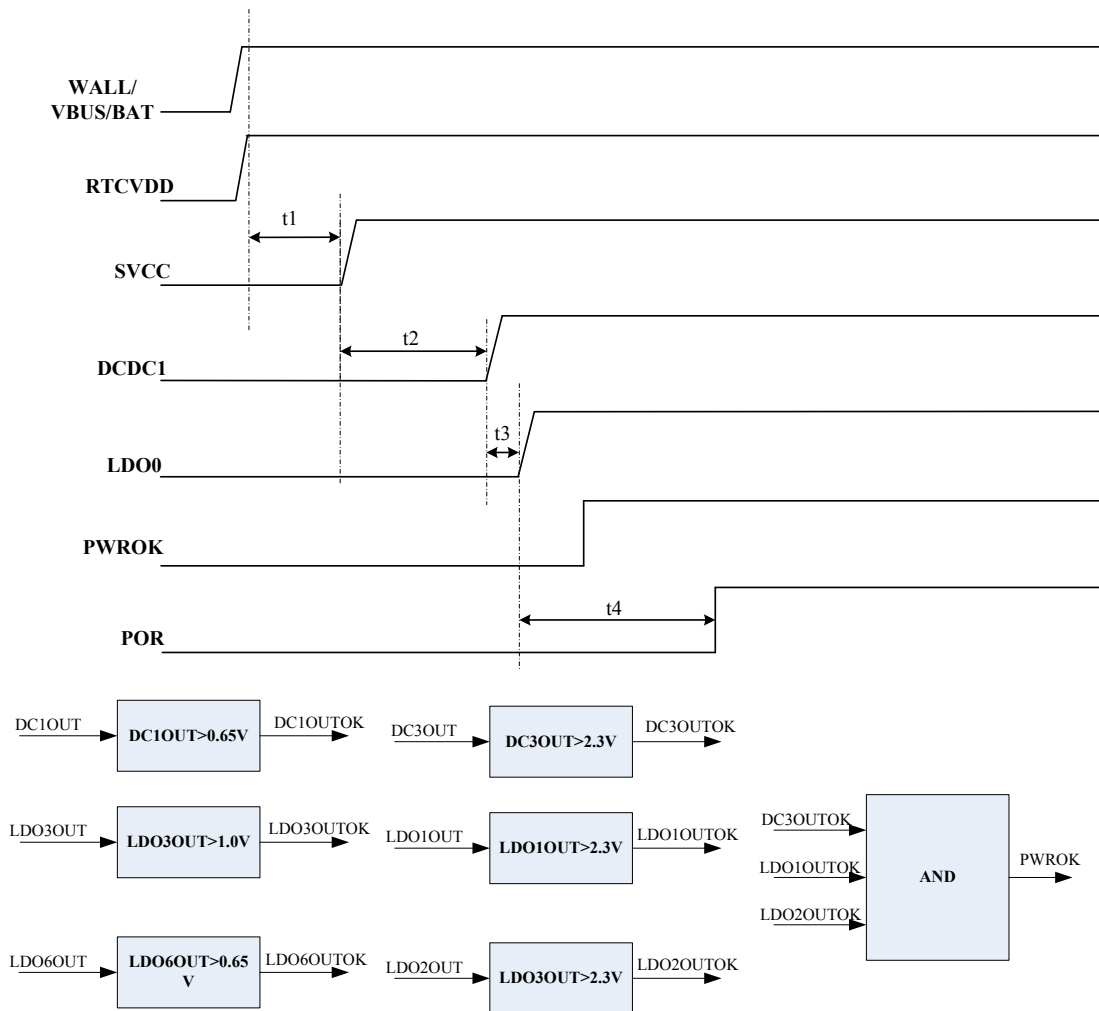 WALL/
VBUS/BAT
RTCVDD
t1
SVCC
t2
DCDC1
t3
LDO0
PWROK
t4
POR
DC1OUT
DC1OUT>0.65V
DC1OUTOK
DC3OUT
DC3OUT>2.3V
DC3OUTOK
LDO3OUT
LDO3OUT>1.0V
LDO3OUTOK
LDO1OUT
LDO1OUT>2.3V
LDO1OUTOK
DC3OUTOK
LDO1OUTOK
LDO2OUTOK
AND
PWROK
LDO6OUT
LDO6OUT>0.65
V
LDO6OUTOK
LDO2OUT
LDO3OUT>2.3V
LDO2OUTOK